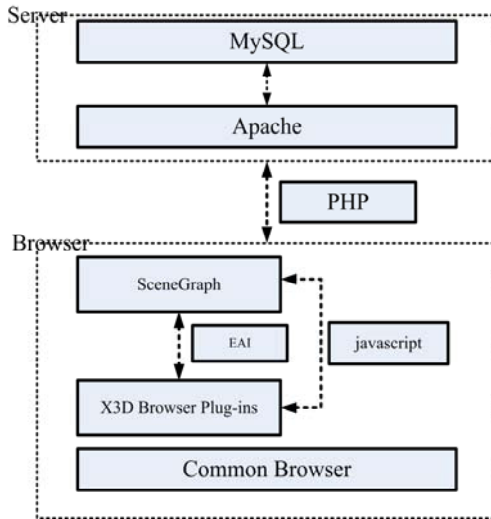 Server
MySQL
Apache
PHP
Browser
SceneGraph
EAI
javascript
X3D Browser Plug-ins
Common Browser